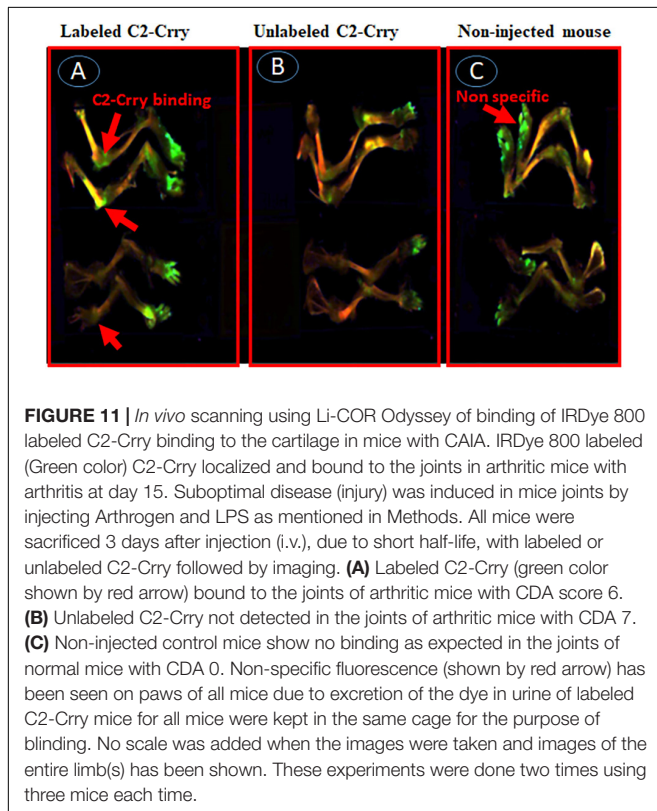 Labeled C2-Crry
Unlabeled C2-Crry
Non-injected mouse
A
B
C
C2-Crry binding
Non specific
FIGURE 11 | In vivo scanning using Li-COR Odyssey of binding of IRDye 800
labeled C2-Crry binding to the cartilage in mice with CAIA. IRDye 800 labeled
(Green color) C2-Crry localized and bound to the joints in arthritic mice with
arthritis at day 15. Suboptimal disease (injury) was induced in mice joints by
injecting Arthrogen and LPS as mentioned in Methods. All mice were
sacrificed 3 days after injection (i.v.), due to short half-life, with labeled or
unlabeled C2-Crry followed by imaging. (A) Labeled C2-Crry (green color
shown by red arrow) bound to the joints of arthritic mice with CDA score 6.
(B) Unlabeled C2-Crry not detected in the joints of arthritic mice with CDA 7.
(C) Non-injected control mice show no binding as expected in the joints of
normal mice with CDA 0. Non-specific fluorescence (shown by red arrow) has
been seen on paws of all mice due to excretion of the dye in urine of labeled
C2-Crry mice for all mice were kept in the same cage for the purpose of
blinding. No scale was added when the images were taken and images of the
entire limb(s) has been shown. These experiments were done two times using
three mice each time.